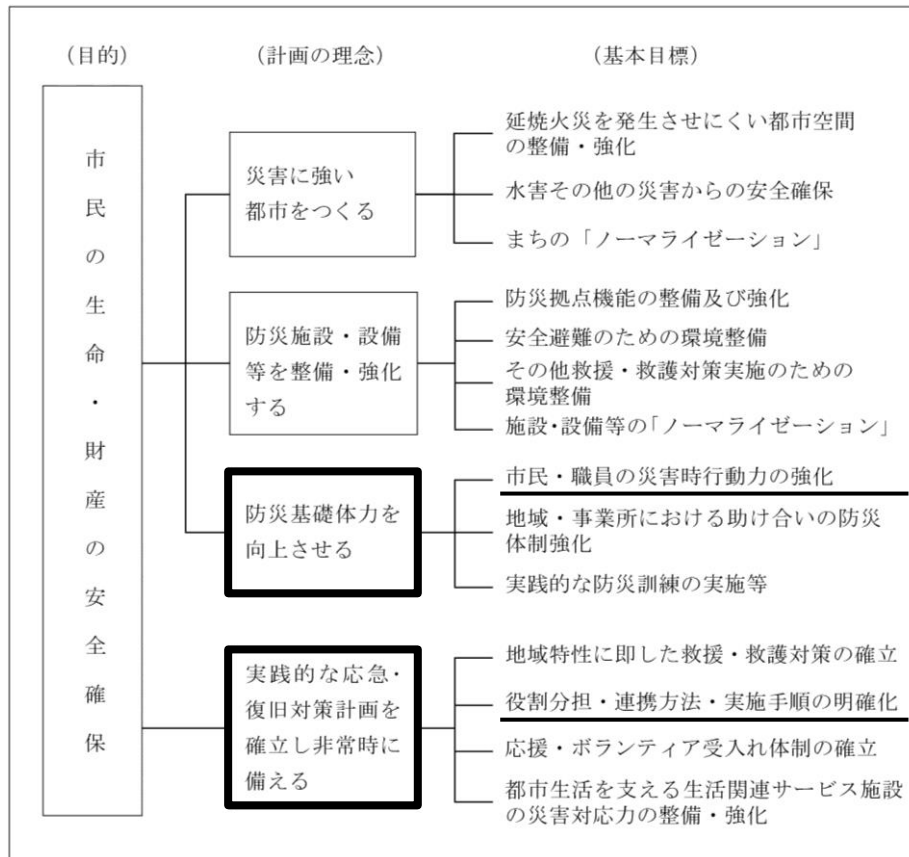 (目的)
(計画の理念)
(基本目標)
市民の生命・財産の安全確保
災害に強い
都市をつくる
延焼火災を発生させにくい都市空間
の整備・強化
水害その他の災害からの安全確保
まちの「ノーマライゼーション」
防災施設・設備
等を整備・強化
する
防災拠点機能の整備及び強化
安全避難のための環境整備
その他救援・救護対策実施のための
環境整備
施設・設備等の「ノーマライゼーション」
防災基礎体力を
向上させる
市民・職員の災害時行動力の強化
地域・事業所における助け合いの防災
体制強化
実践的な防災訓練の実施等
実践的な応急・
復旧対策計画を
確立し非常時に
備える
地域特性に即した救援・救護対策の確立
役割分担・連携方法・実施手順の明確化
応援・ボランティア受入れ体制の確立
都市生活を支える生活関連サービス施設
の災害対応力の整備・強化